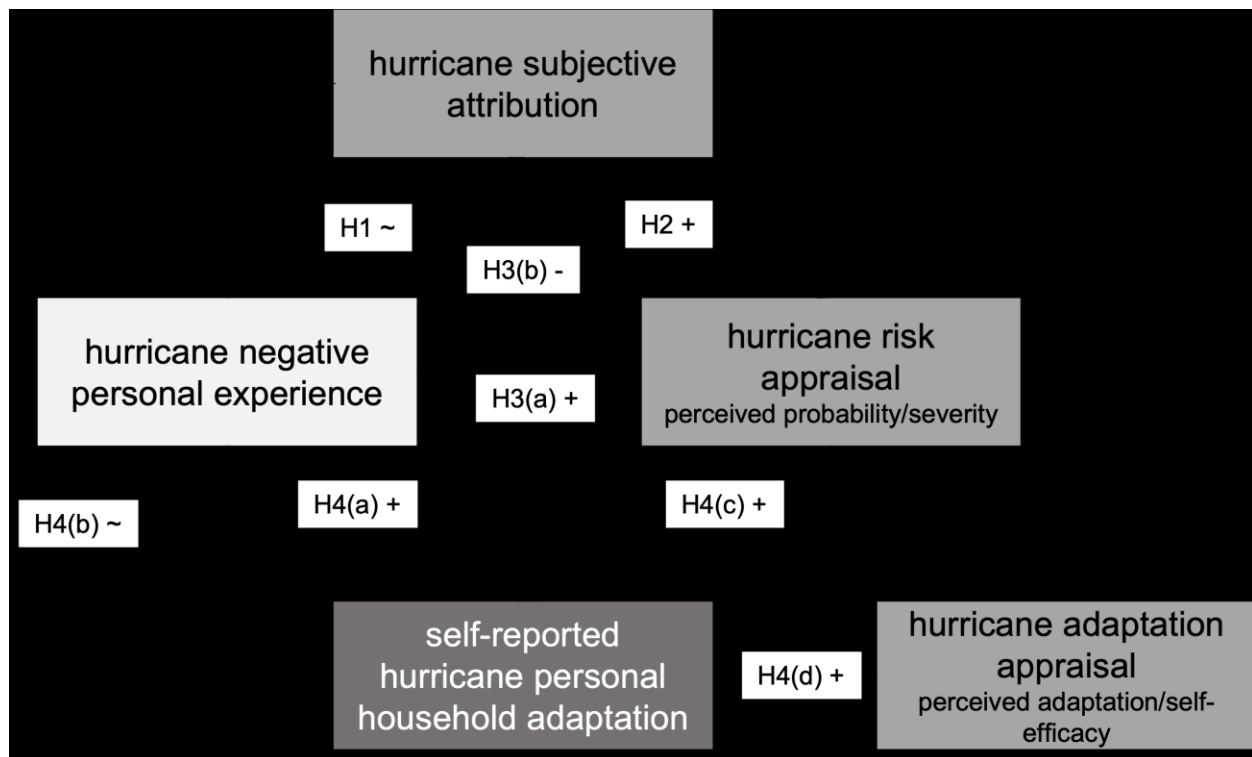 hurricane subjective
attribution
H1 ~
H2 +
H3(b) -
hurricane negative
personal experience
H3(a) +
hurricane risk
appraisal
perceived probability/severity
H4(b) ~
H4(a) +
H4(c) +
self-reported
hurricane personal
household adaptation
H4(d) +
hurricane adaptation
appraisal
perceived adaptation/self-
efficacy